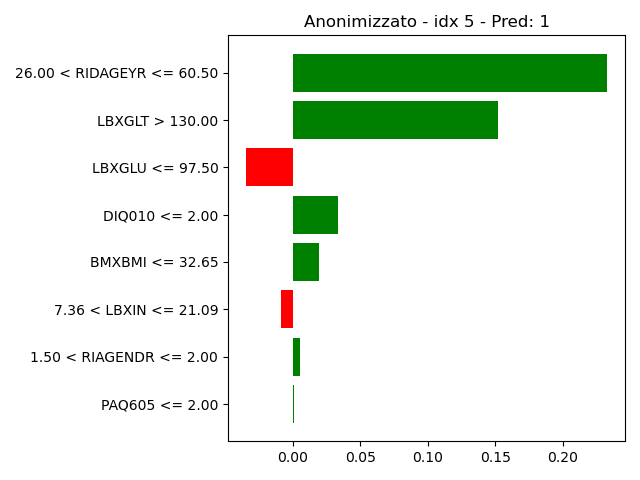 Anonimizzato - idx 5 - Pred: 1
26.00 < RIDAGEYR <= 60.50
LBXGLT > 130.00
LBXGLU <= 97.50
DIQ010 <= 2.00
BMXBMI <= 32.65
7.36 < LBXIN <= 21.09
1.50 < RIAGENDR <= 2.00
PAQ605 <= 2.00
0.00 0.05 0.10 0.15 0.20